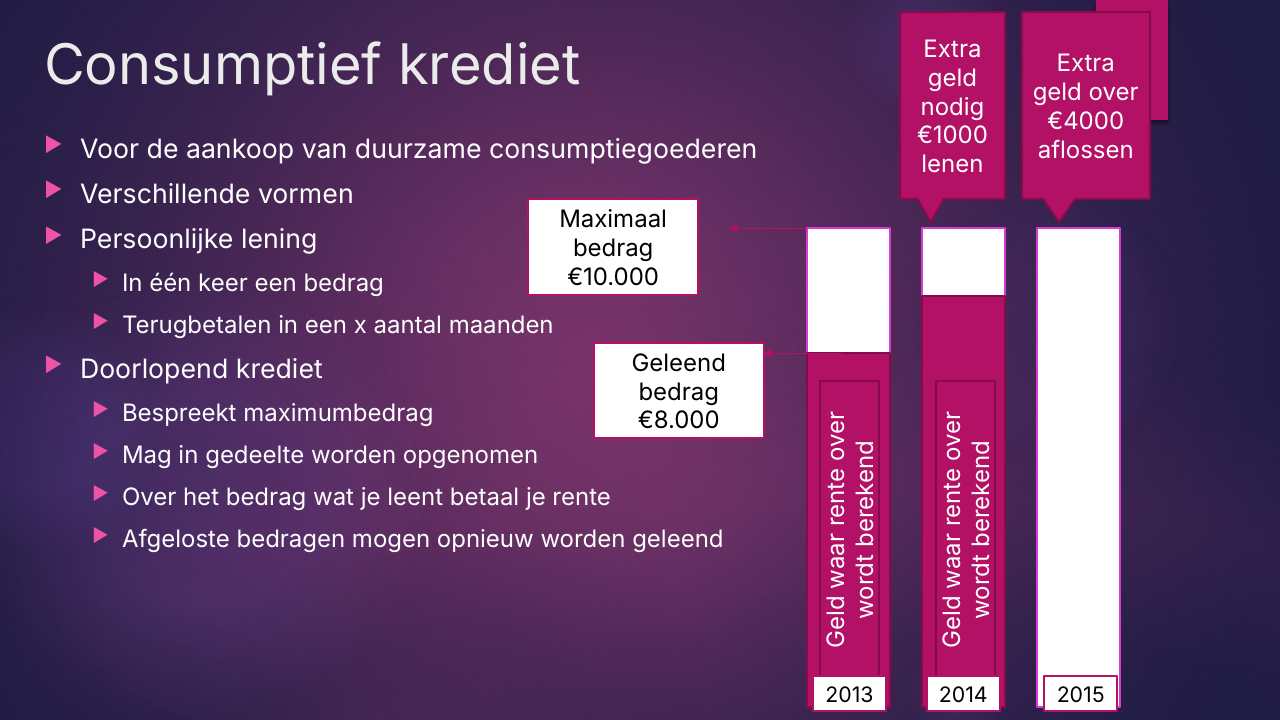 Consumptief krediet
Voor de aankoop van duurzame consumptiegoederen
Verschillende vormen
Persoonlijke lening
In één keer een bedrag
Terugbetalen in een x aantal maanden
Doorlopend krediet
Bespreekt maximumbedrag
Mag in gedeelte worden opgenomen
Over het bedrag wat je leent betaal je rente
Afgeloste bedragen mogen opnieuw worden geleend
Maximaal
bedrag
€10.000
Geleend
bedrag
€8.000
Extra
geld
nodig
€1000
lenen
Extra
geld over
€4000
aflossen
Geld waar rente over
wordt berekend
Geld waar rente over
wordt berekend
2013
2014
2015